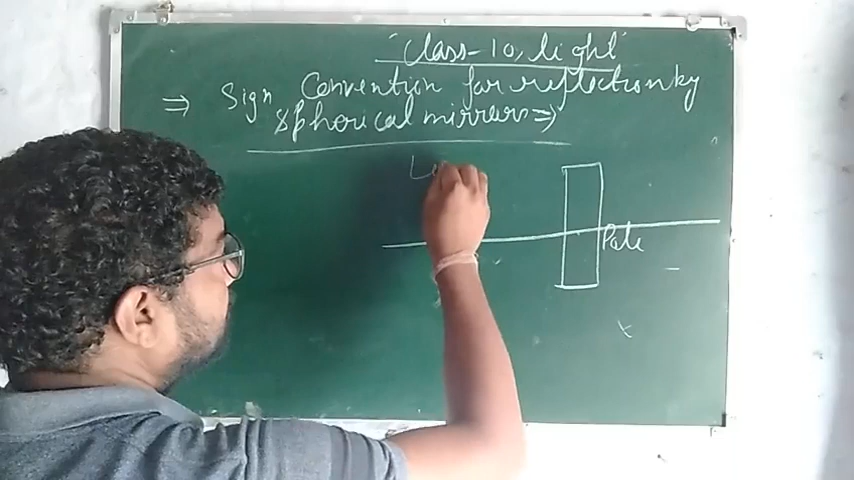 "Class-10, light"
⇒ Sign Convention for reflection by
spherical mirrors ⇒
Pole